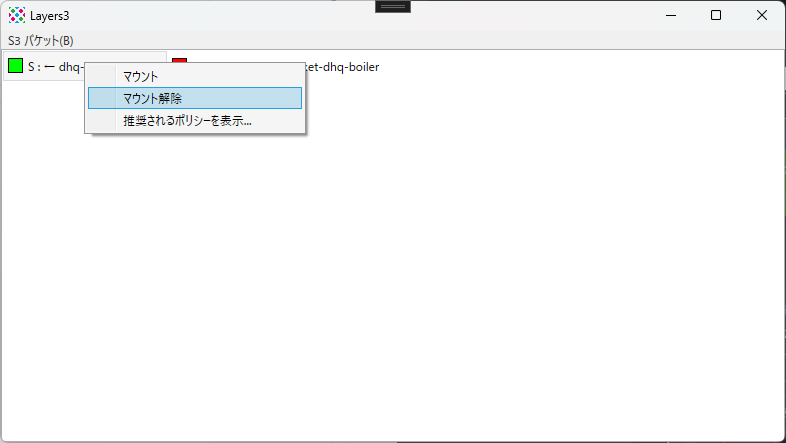 Layers3
S3 パケット(B)
S : ← dhq-
ket-dhq-boiler
マウント
マウント解除
推奨されるポリシーを表示...